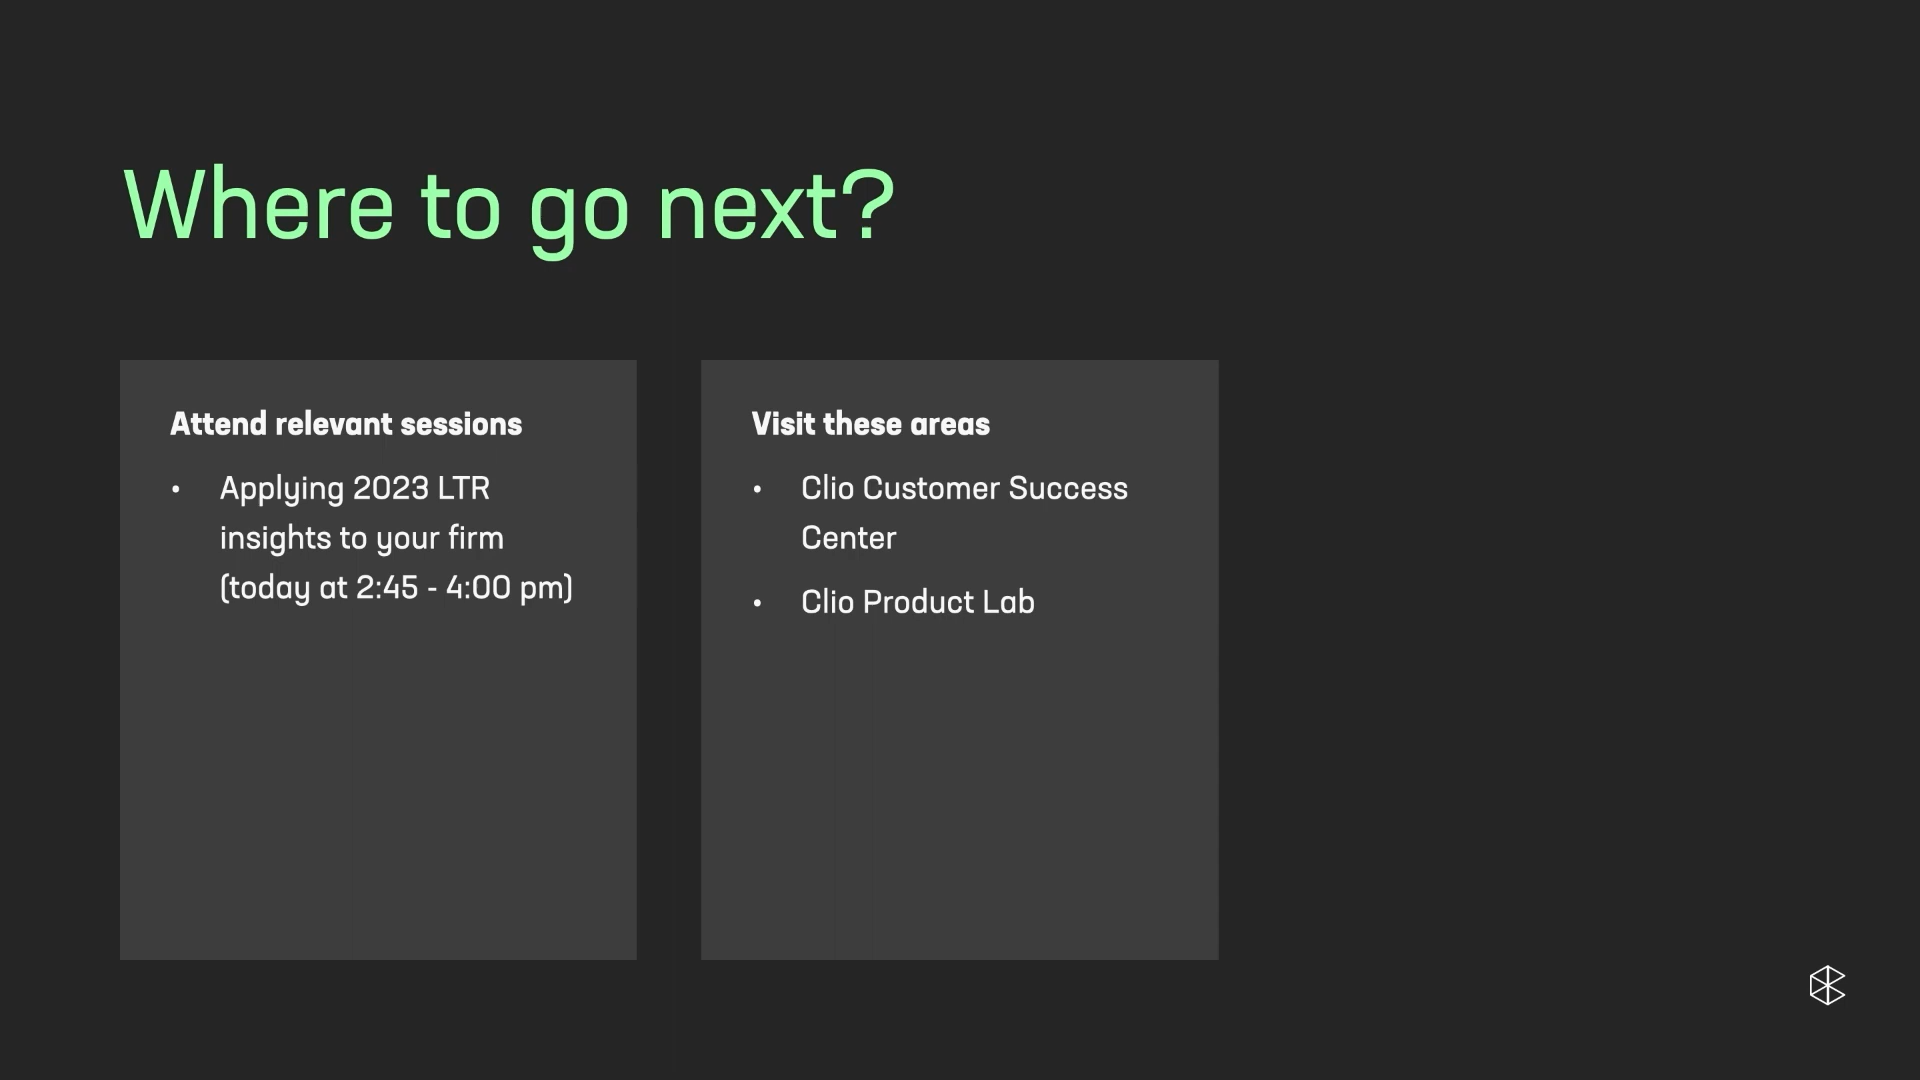 Where to go next?
Attend relevant sessions
• Applying 2023 LTR
insights to your firm
(today at 2:45 - 4:00 pm)
Visit these areas
• Clio Customer Success
Center
• Clio Product Lab